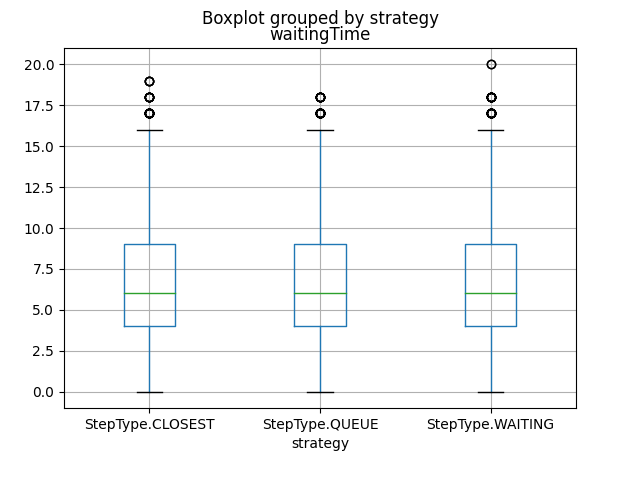 Boxplot grouped by strategy
waitingTime
20.0
17.5
15.0
12.5
10.0
7.5
5.0
2.5
0.0
StepType.CLOSEST StepType.QUEUE StepType.WAITING
strategy